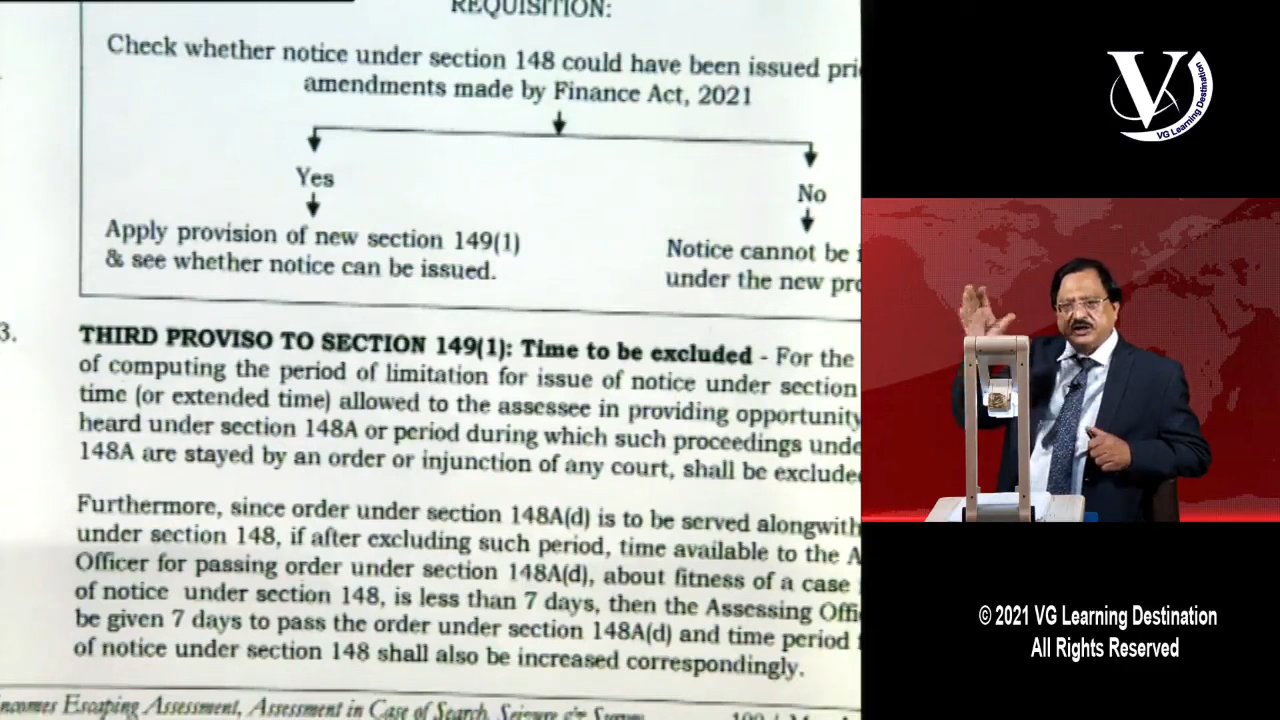 REQUISITION:
Check whether notice under section 148 could have been issued pri
amendments made by Finance Act, 2021
Yes
No
Apply provision of new section 149(1)
& see whether notice can be issued.
Notice cannot be i
under the new pro
3. THIRD PROVISO TO SECTION 149(1): Time to be excluded - For the
of computing the period of limitation for issue of notice under section
time (or extended time) allowed to the assessee in providing opportunity
heard under section 148A or period during which such proceedings unde
148A are stayed by an order or injunction of any court, shall be excluded
Furthermore, since order under section 148A(d) is to be served alongwith
under section 148, if after excluding such period, time available to the A
Officer for passing order under section 148A(d), about fitness of a case
of notice under section 148, is less than 7 days, then the Assessing Offi
be given 7 days to pass the order under section 148A(d) and time period
of notice under section 148 shall also be increased correspondingly.
Incomes Escaping Assessment, Assessment in Case of Search, Seizure & Survey
V
VG Learning Destination
© 2021 VG Learning Destination
All Rights Reserved